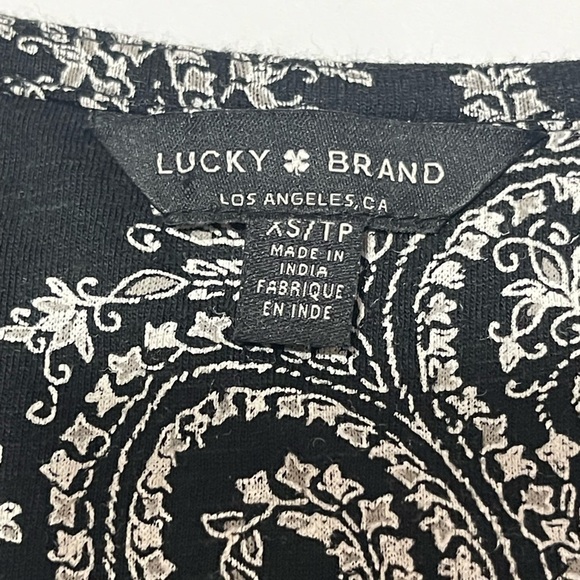 LUCKY BRAND
LOS ANGELES, CA
XS/TP
MADE IN
INDIA
FABRIQUE
EN INDE